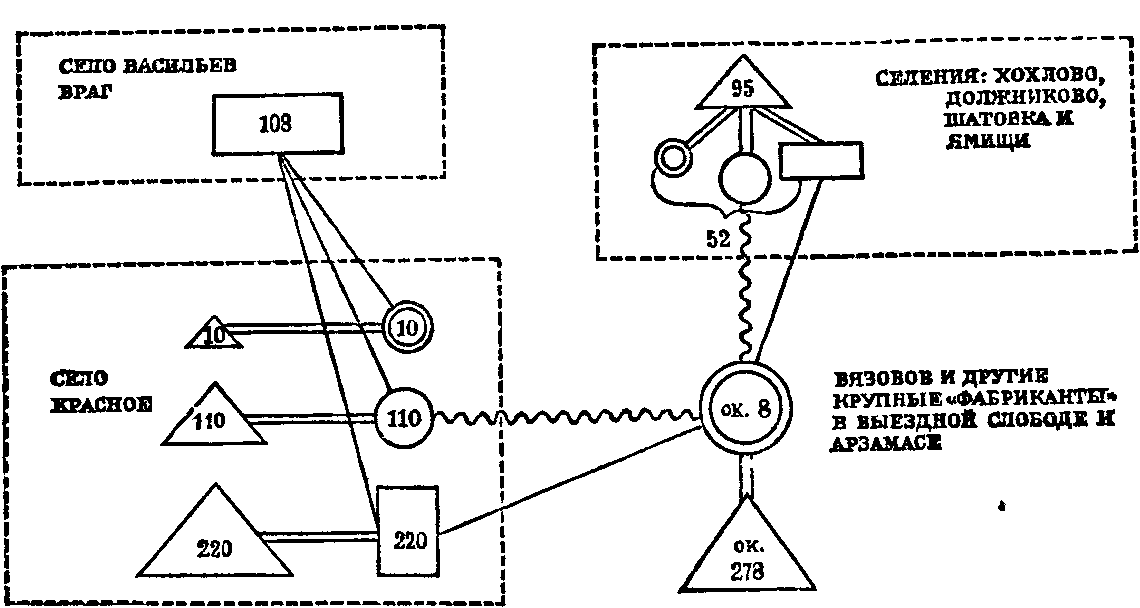 СЕЛО ВАСИЛЬЕВ
ВРАГ
103
95
СЕЛЕНИЯ: ХОХЛОВО,
ДОЛЖНИКОВО,
ШАТОВКА И
ЯМИЩИ
52
10
10
СЕЛО
КРАСНОЕ
110
110
220
220
ок. 8
ВЯЗОВОВ И ДРУГИЕ
КРУПНЫЕ «ФАБРИКАНТЫ»
В ВЫЕЗДНОЙ СЛОБОДЕ И
АРЗАМАСЕ
ок.
278